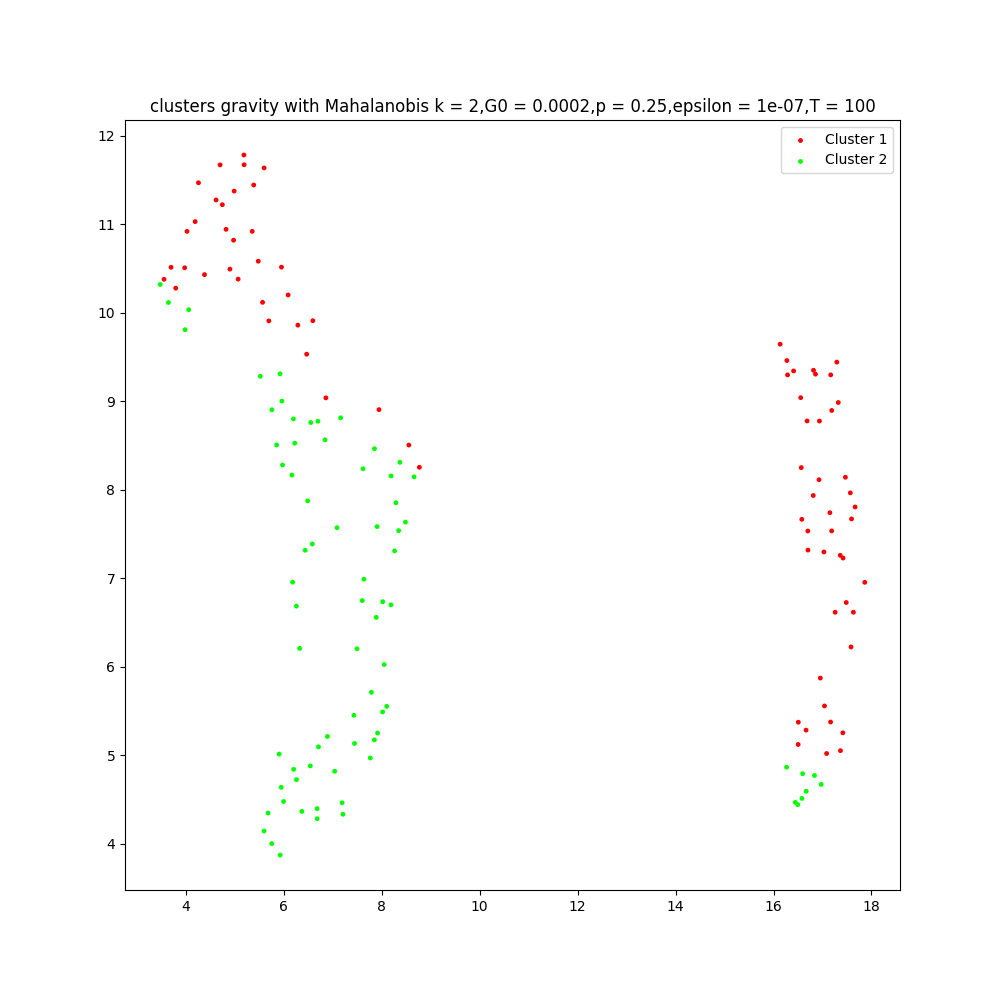 clusters gravity with Mahalanobis k = 2,G0 = 0.0002,p = 0.25,epsilon = 1e-07,T = 100
Cluster 1
Cluster 2
12
11
10
9
8
7
6
5
4
4 6 8 10 12 14 16 18